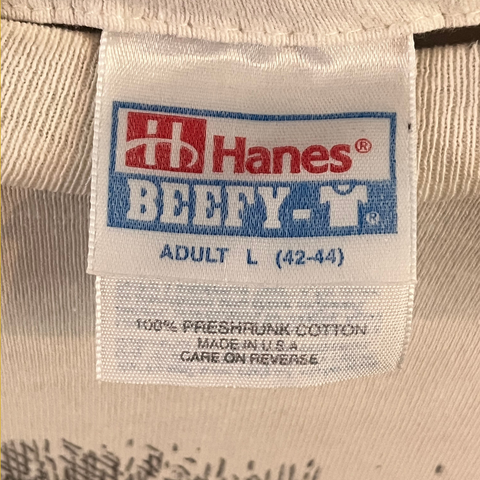 Hanes®
BEEFY-T®
ADULT L (42-44)
100% PRESHRUNK COTTON
MADE IN U.S.A
CARE ON REVERSE